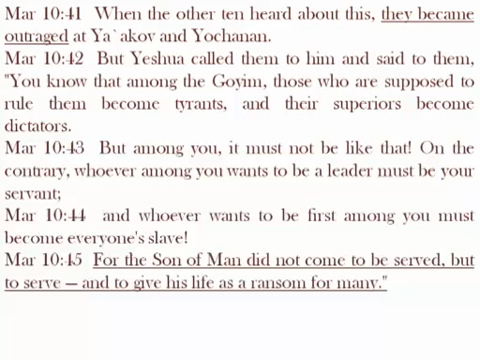 Mar 10:41  When the other ten heard about this, they became
outraged at Ya`akov and Yochanan.
Mar 10:42  But Yeshua called them to him and said to them,
"You know that among the Goyim, those who are supposed to
rule them become tyrants, and their superiors become
dictators.
Mar 10:43  But among you, it must not be like that! On the
contrary, whoever among you wants to be a leader must be your
servant;
Mar 10:44  and whoever wants to be first among you must
become everyone's slave!
Mar 10:45  For the Son of Man did not come to be served, but
to serve — and to give his life as a ransom for many."